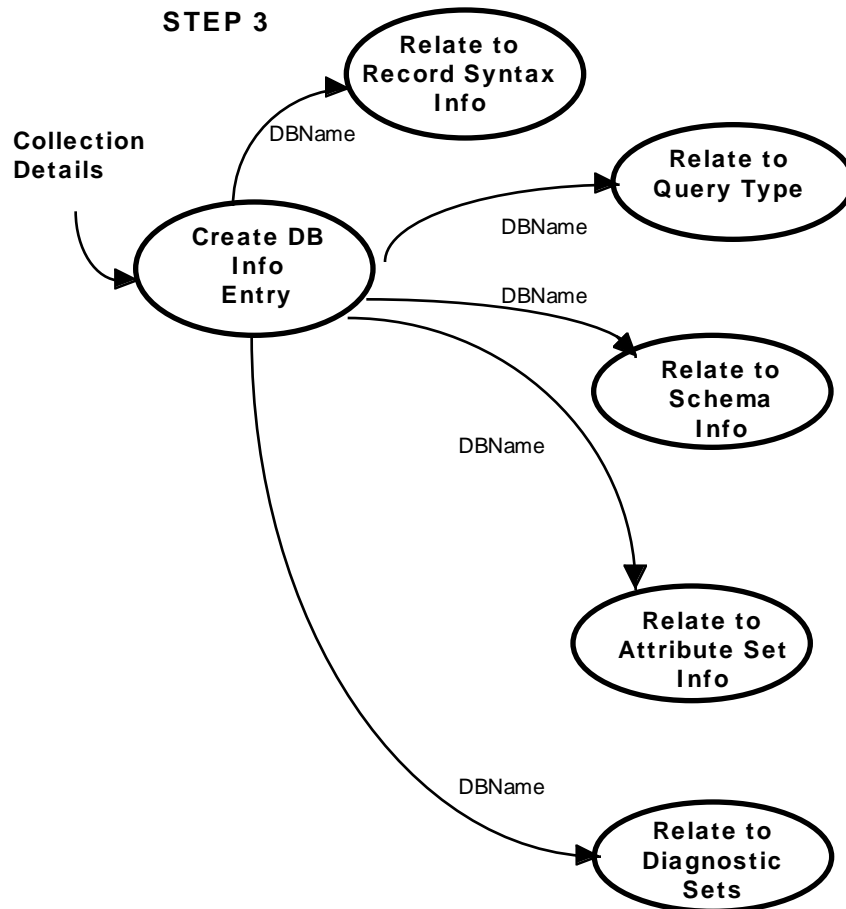 STEP 3
Relate to
Record Syntax
Info
DBName
Collection
Details
Relate to
Query Type
DBName
Create DB
Info
Entry
DBName
Relate to
Schema
Info
DBName
Relate to
Attribute Set
Info
DBName
Relate to
Diagnostic
Sets